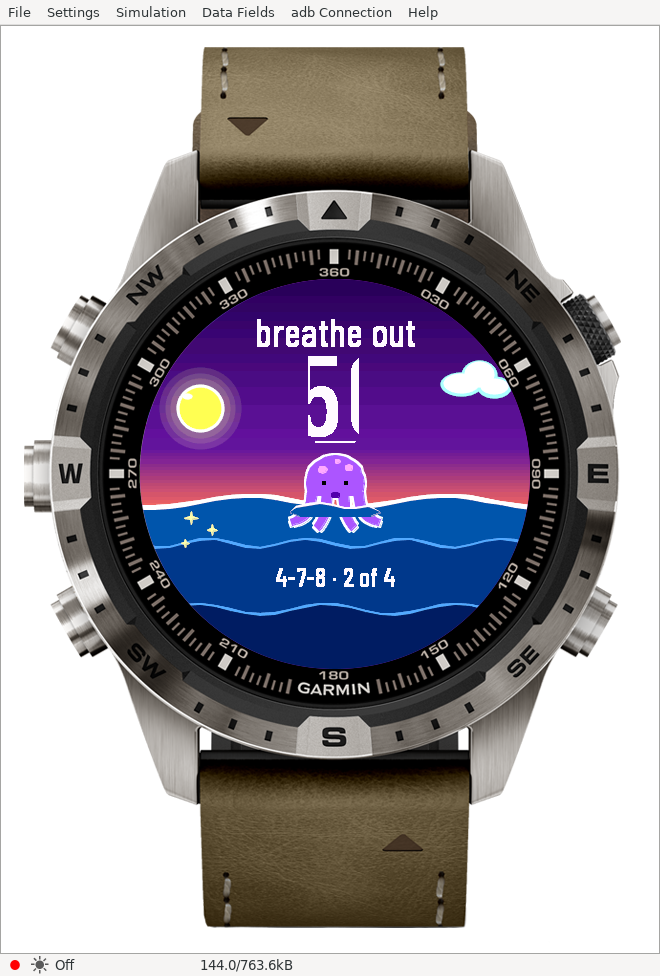 File Settings Simulation Data Fields adb Connection Help
360
330 030
NW NE
300 060
breathe out
270 090
W E
4-7-8 · 2 of 4
240 120
210 150
SW SE
180
GARMIN
S
Off 144.0/763.6kB